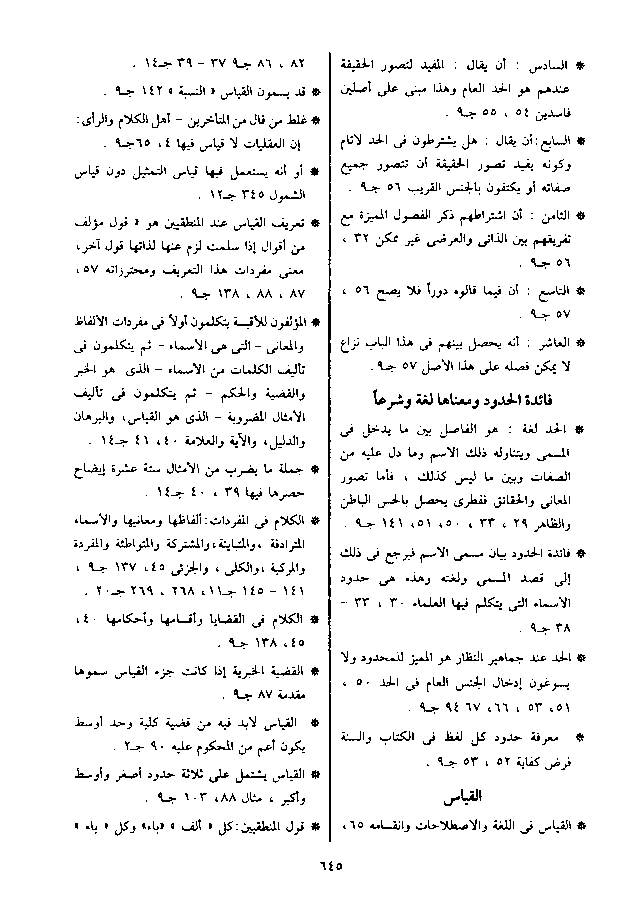 * السادس : أن يقال : المفيد لتصور الحقيقة
عندهم هو الحد العام وهذا مبنى على أصلين
فاسدين ٥٤ ، ٥٥ جـ٩ .
* السابع : أن يقال : هل يشترطون فى الحد لاتام
وكونه يفيد تصور الحقيقة أن تتصور جميع
صفاته أو يكتفون بالجنس القريب ٥٦ جـ٩ .
* الثامن : أن اشتراطهم ذكر الفصول المميزة مع
تفريقهم بين الذاتى والعرضى غير ممكن ٣٢ ،
٥٦ جـ٩ .
* التاسع : أن فيما قالوه دوراً فلا يصح ٥٦ ،
٥٧ جـ٩ .
* العاشر : أنه يحصل بينهم فى هذا الباب نزاع
لا يمكن فصله على هذا الأصل ٥٧ جـ٩ .
فائدة الحدود ومعناها لغة وشرعاً
* الحد لغة : هو الفاصل بين ما يدخل فى
المسمى ويتناوله ذلك الاسم وما دل عليه من
الصفات وبين ما ليس كذلك ، فأما تصور
المعانى والحقائق ففطرى يحصل بالحس الباطن
والظاهر ٢٩ ، ٣٣ ، ٥٠، ٥١، ١٤١ جـ٩ .
* فائدة الحدود بيان مسمى الاسم فيرجع فى ذلك
إلى قصد المسمى ولغته وهذه هى حدود
الأسماء التى يتكلم فيها العلماء ٣٠ ، ٣٣ –
٣٨ جـ٩ .
* الحد عند جماهير النظار هو المميز للمحدود ولا
يسوغون إدخال الجنس العام فى الحد ٥٠ ،
٥١، ٥٣ ، ٦٦، ٦٧ ٩٤ جـ٩ .
* معرفة حدود كل لفظ فى الكتاب والسنة
فرض كفاية ٥٢ ، ٥٣ جـ٩ .
القياس
* القياس فى اللغة والاصطلاحات وانقسامه ٦٥ ،
٨٢ ، ٨٦ جـ٩ ٣٧ – ٣٩ جـ١٤ .
* قد يسمون القياس « النسبة » ١٤٢ جـ٩ .
* غلط من قال من المتأخرين – أهل الكلام والرأى:
إن العقليات لا قياس فيها ٤ ، ٦٥جـ٩ .
* أو أنه يستعمل فيها قياس التمثيل دون قياس
الشمول ٣٤٥ جـ١٢ .
* تعريف القياس عند المنطقيين هو « قول مؤلف
من أقوال إذا سلمت لزم عنها لذاتها قول آخر،
معنى مفردات هذا التعريف ومحترزاته ٥٧،
٨٧ ، ٨٨ ، ١٣٨ جـ٩ .
* المؤلفون للأقيسة يتكلمون أولاً فى مفردات الألفاظ
والمعانى – التى هى الأسماء – ثم يتكلمون فى
تأليف الكلمات من الأسماء – الذى هو الخبر
والقضية والحكم – ثم يتكلمون فى تأليف
الأمثال المضروبة – الذى هو القياس، والبرهان
والدليل، والآية والعلامة ٤٠، ٤٦ جـ١٤ .
* جملة ما يضرب من الأمثال ستة عشرة إيضاح
حصرها فيها ٣٩ ، ٤٠ جـ١٤ .
* الكلام فى المفردات: ألفاظها ومعانيها والأسماء
المترادفة ،والمتباينة،والمشتركة والمتواطئة والمفردة
والمركبة ،والكلى ، والجزئى ٤٥، ١٣٧ جـ٩ ،
١٤١ – ١٤٥ جـ١١، ٢٦٨ ، ٢٦٩ جـ٢٠ .
* الكلام فى القضايا وأقسامها وأحكامها ٤٠،
٤٥، ١٣٨ جـ٩ .
* القضية الخبرية إذا كانت جزء القياس سموها
مقدمة ٨٧ جـ٩ .
* القياس لابد فيه من قضية كلية وحد أوسط
يكون أعم من المحكوم عليه ٩٠ جـ٢ .
* القياس يشتمل على ثلاثة حدود أصغر وأوسط
وأكبر ، مثال ٨٨، ١٠٣ جـ٩ .
* قول المنطقيين: كل « ألف » «باء» وكل « باء »
٦٤٥